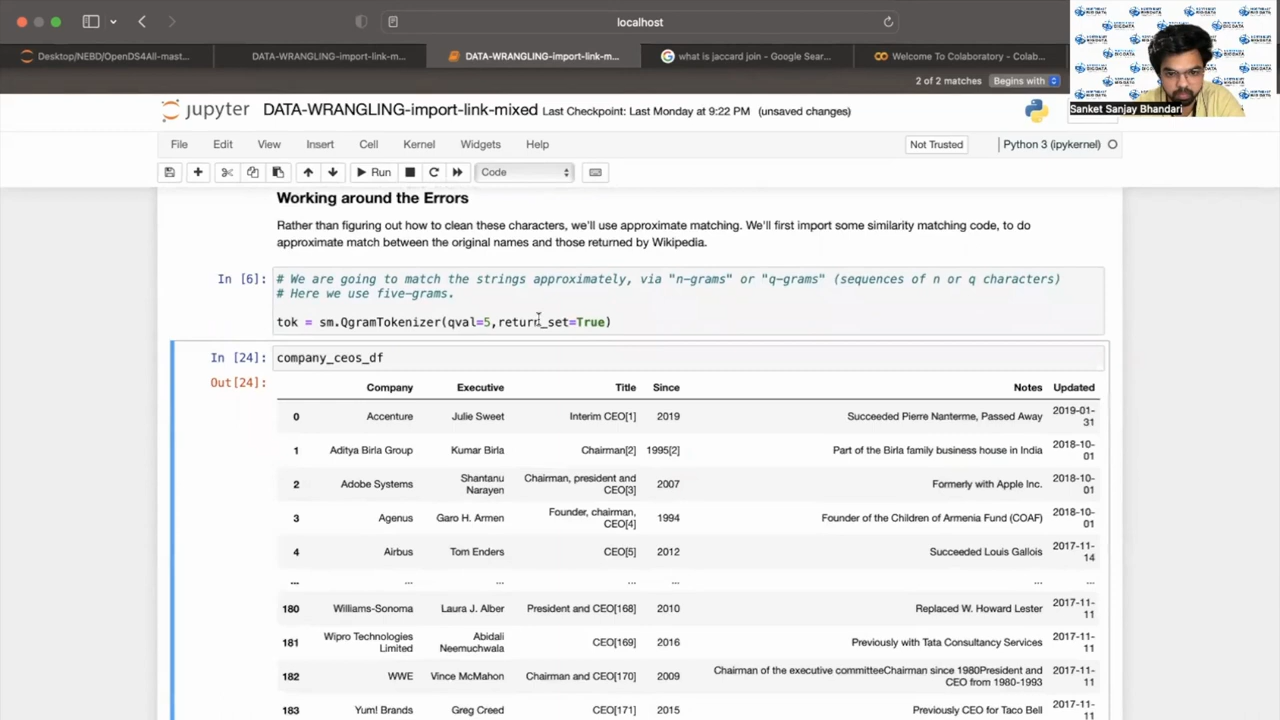 localhost
Desktop/NEBD/OpenDS4All-mast...
DATA-WRANGLING-import-link-m...
DATA-WRANGLING-import-link-m...
what is jaccard join - Google Sear...
Welcome To Colaboratory - Colab...
2 of 2 matches
Begins with
Sanket Sanjay Bhandari
jupyter DATA-WRANGLING-import-link-mixed Last Checkpoint: Last Monday at 9:22 PM (unsaved changes)
File Edit View Insert Cell Kernel Widgets Help Not Trusted Python 3 (ipykernel)
Run Code
Working around the Errors
Rather than figuring out how to clean these characters, we'll use approximate matching. We'll first import some similarity matching code, to do
approximate match between the original names and those returned by Wikipedia.
In [6]: # We are going to match the strings approximately, via "n-grams" or "q-grams" (sequences of n or q characters)
# Here we use five-grams.
tok = sm.QgramTokenizer(qval=5,return_set=True)
In [24]: company_ceos_df
Out[24]:
Company Executive Title Since Notes Updated
0 Accenture Julie Sweet Interim CEO[1] 2019 Succeeded Pierre Nanterme, Passed Away 2019-01-
31
1 Aditya Birla Group Kumar Birla Chairman[2] 1995[2] Part of the Birla family business house in India 2018-10-
01
2 Adobe Systems Shantanu
Narayen Chairman, president and
CEO[3] 2007 Formerly with Apple Inc. 2018-10-
01
3 Agenus Garo H. Armen Founder, chairman,
CEO[4] 1994 Founder of the Children of Armenia Fund (COAF) 2018-10-
01
4 Airbus Tom Enders CEO[5] 2012 Succeeded Louis Gallois 2017-11-
14
... ... ... ... ... ... ...
180 Williams-Sonoma Laura J. Alber President and CEO[168] 2010 Replaced W. Howard Lester 2017-11-
11
181 Wipro Technologies
Limited Abidali
Neemuchwala CEO[169] 2016 Previously with Tata Consultancy Services 2017-11-
11
182 WWE Vince McMahon Chairman and CEO[170] 2009 Chairman of the executive committeeChairman since 1980President and
CEO from 1980-1993 2017-11-
11
183 Yum! Brands Greg Creed CEO[171] 2015 Previously CEO for Taco Bell 2017-11-
11